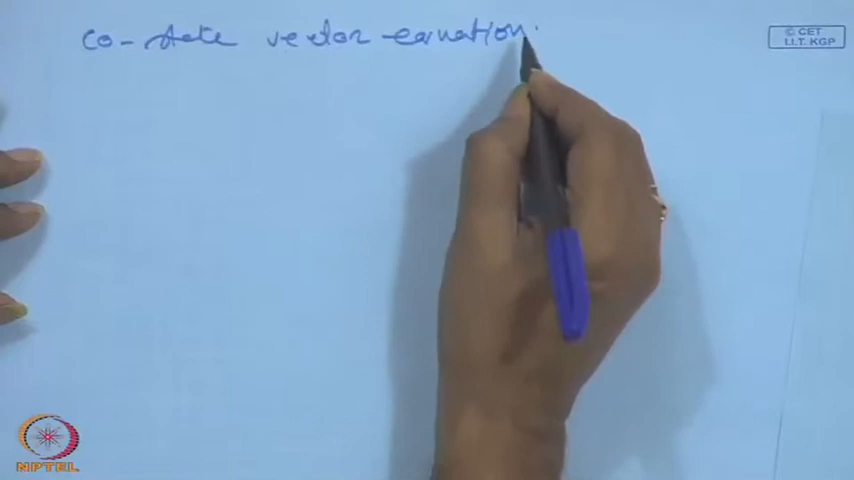 co-state vector equation.
© CET
I.I.T. KGP
NPTEL